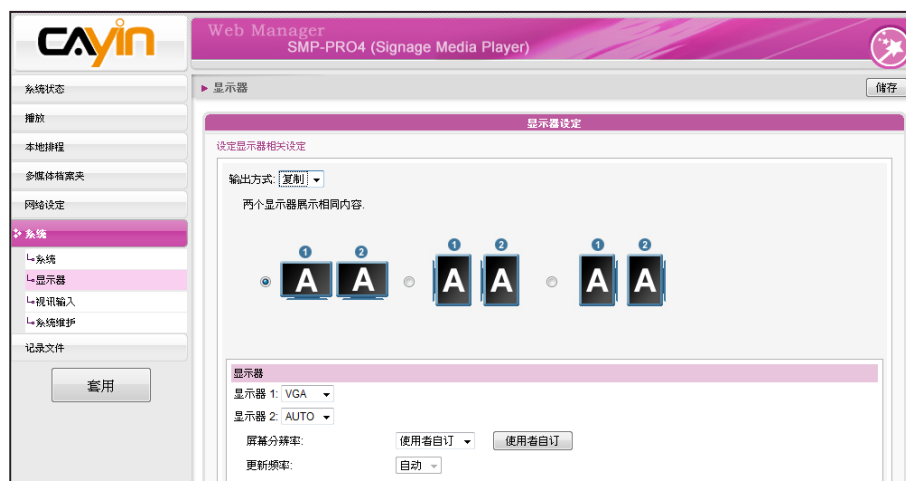 CAYIN
Web Manager
SMP-PRO4 (Signage Media Player)
系统状态
播放
本地排程
多媒体档案夹
网络设定
系统
系统
显示器
视讯输入
系统维护
记录文件
套用
显示器
储存
显示器设定
设定显示器相关设定
输出方式: 复制
两个显示器展示相同内容.
1 2 1 2 1 2
A A A A A A
显示器
显示器 1: VGA
显示器 2: AUTO
屏幕分辨率: 使用者自订 使用者自订
更新频率: 自动